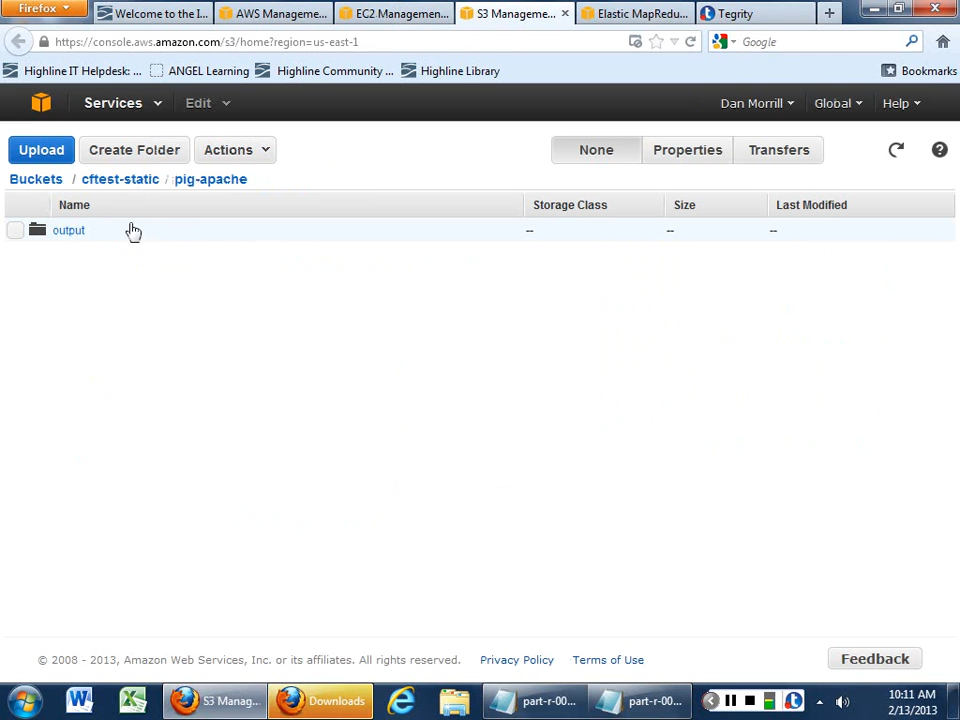 Firefox
Welcome to the I...
AWS Manageme...
EC2 Managemen...
S3 Manageme...
Elastic MapRedu...
Tegrity
https://console.aws.amazon.com/s3/home?region=us-east-1
Google
Highline IT Helpdesk: ...
ANGEL Learning
Highline Community ...
Highline Library
Bookmarks
Services
Edit
Dan Morrill
Global
Help
Upload
Create Folder
Actions
None
Properties
Transfers
Buckets / cftest-static / pig-apache
Name
Storage Class
Size
Last Modified
output
--
--
--
© 2008 - 2013, Amazon Web Services, Inc. or its affiliates. All rights reserved.
Privacy Policy
Terms of Use
Feedback
S3 Manag...
Downloads
part-r-00...
part-r-00...
10:11 AM
2/13/2013